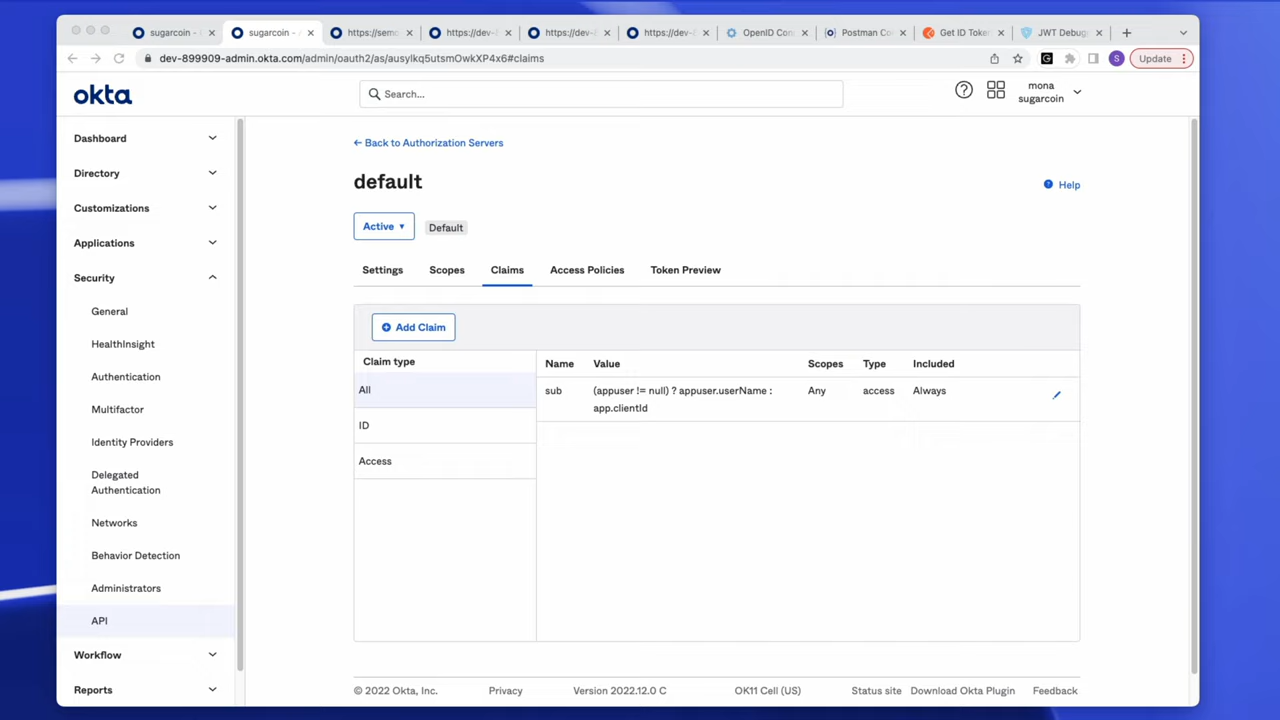 sugarcoin -
sugarcoin - /
https://semo
https://dev-
https://dev-
https://dev-
OpenID Con
Postman Co
Get ID Toke
JWT Debug
dev-899909-admin.okta.com/admin/oauth2/as/ausylkq5utsmOwkXP4x6#claims
S
Update
okta
Search...
mona
sugarcoin
Dashboard
Directory
Customizations
Applications
Security
General
HealthInsight
Authentication
Multifactor
Identity Providers
Delegated
Authentication
Networks
Behavior Detection
Administrators
API
Workflow
Reports
← Back to Authorization Servers
default
Help
Active
Default
Settings Scopes Claims Access Policies Token Preview
Add Claim
Claim type
All
ID
Access
Name Value Scopes Type Included
sub (appuser != null) ? appuser.userName : Any access Always
app.clientId
© 2022 Okta, Inc. Privacy Version 2022.12.0 C OK11 Cell (US) Status site Download Okta Plugin Feedback